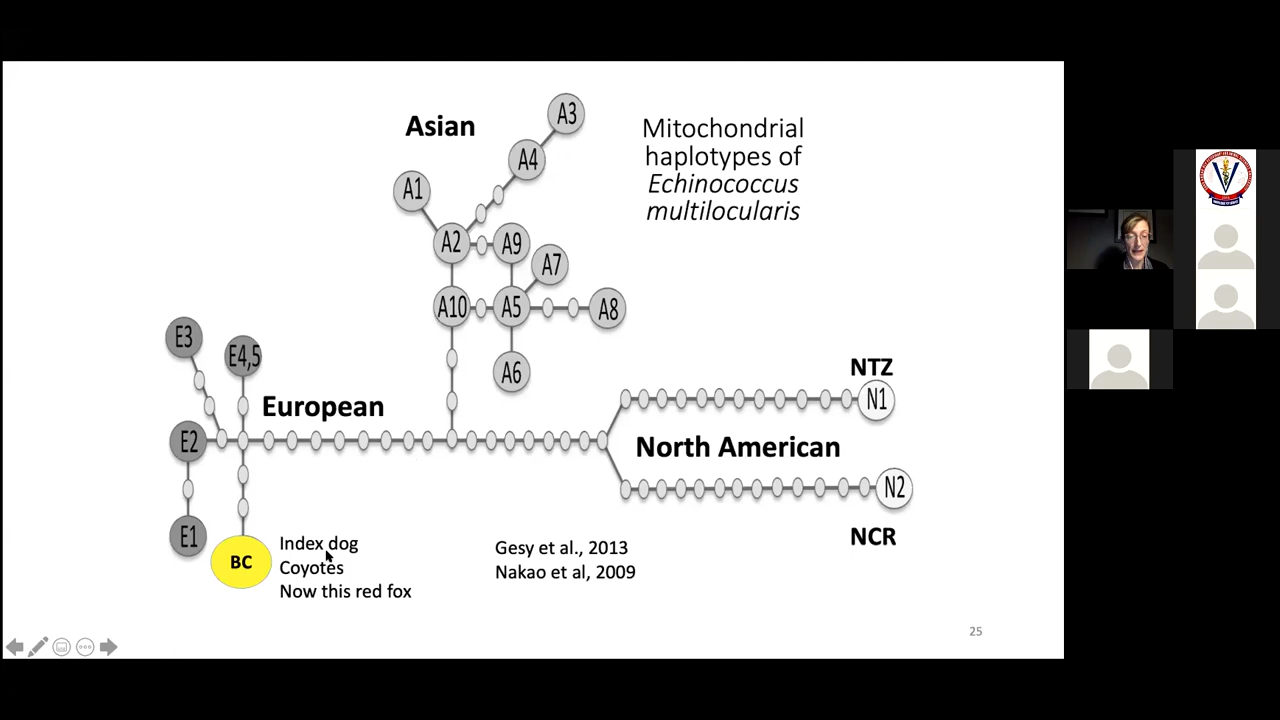 Asian
Mitochondrial
haplotypes of
Echinococcus
multilocularis
A3
A4
A1
A2
A9
A7
A10
A5
A8
A6
E3
E4,5
European
NTZ
N1
E2
North American
N2
NCR
E1
BC
Index dog
Coyotes
Now this red fox
Gesy et al., 2013
Nakao et al, 2009
25